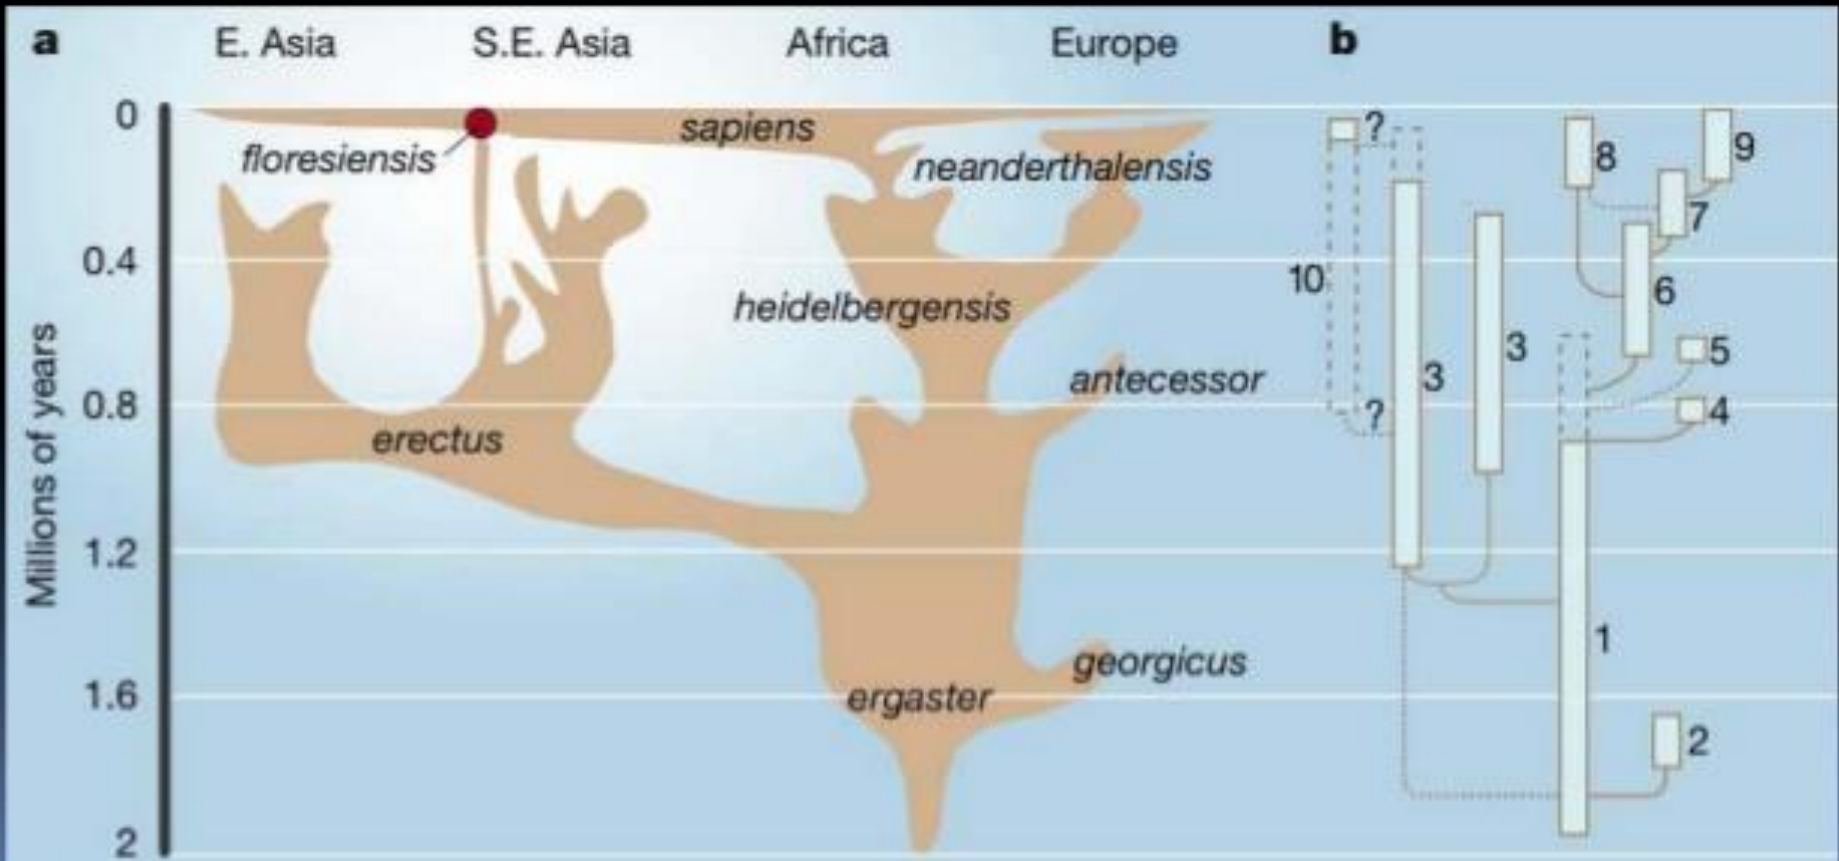 a E. Asia S.E. Asia Africa Europe b
0
sapiens
floresiensis
neanderthalensis
0.4
heidelbergensis
antecessor
0.8
erectus
1.2
georgicus
ergaster
1.6
2
Millions of years
?
8
9
7
10
6
3
5
3
?
4
1
2